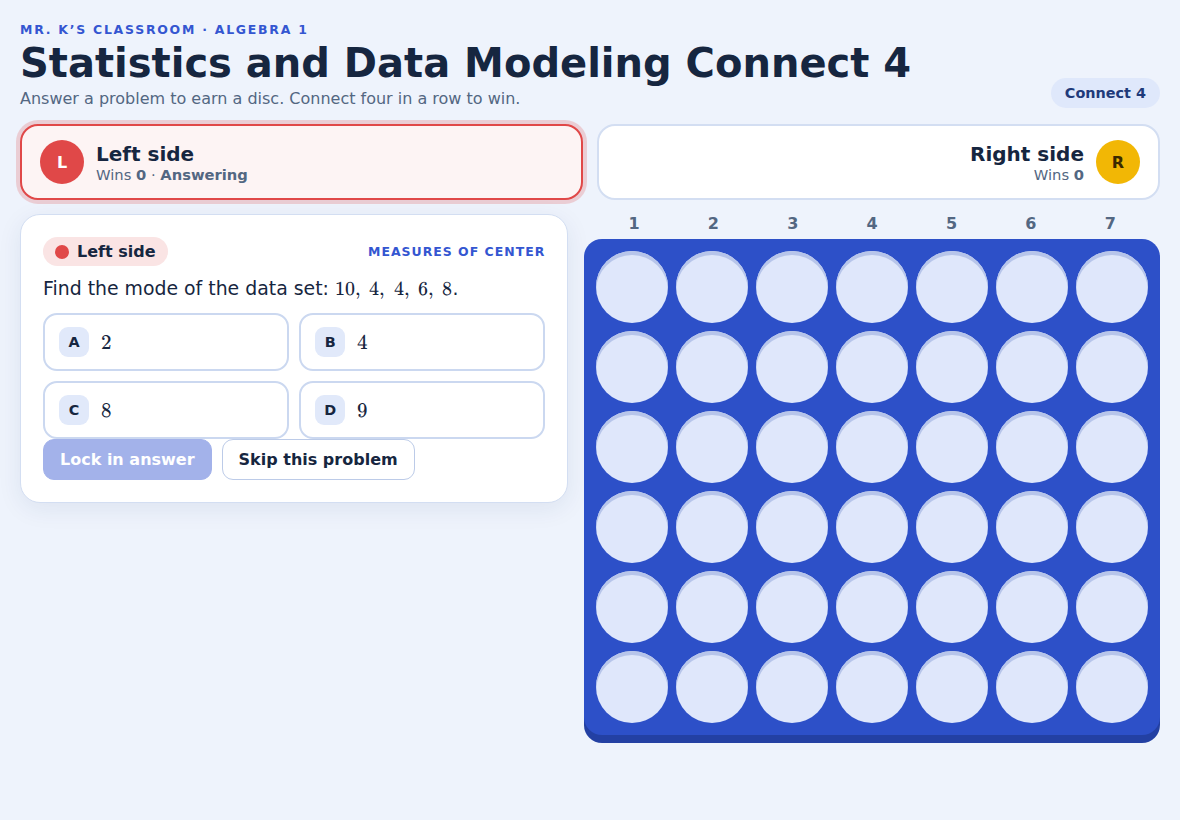 MR. K’S CLASSROOM · ALGEBRA 1
Statistics and Data Modeling Connect 4
Answer a problem to earn a disc. Connect four in a row to win.
Connect 4
L
Left side
Wins 0 · Answering
Right side
Wins 0
R
Left side
MEASURES OF CENTER
Find the mode of the data set: 10, 4, 4, 6, 8.
A 2
B 4
C 8
D 9
Lock in answer
Skip this problem
1 2 3 4 5 6 7